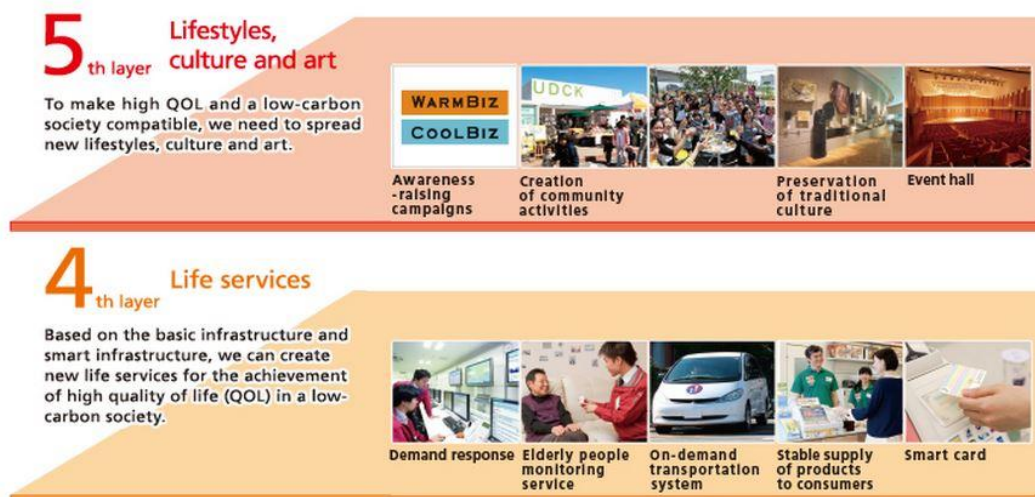 5th layer
Lifestyles,
culture and art
To make high QOL and a low-carbon
society compatible, we need to spread
new lifestyles, culture and art.
WARMBIZ
COOLBIZ
UDCK
Awareness
-raising
campaigns
Creation
of community
activities
Preservation
of traditional
culture
Event hall
4th layer
Life services
Based on the basic infrastructure and
smart infrastructure, we can create
new life services for the achievement
of high quality of life (QOL) in a low-
carbon society.
Demand response
Elderly people
monitoring
service
On-demand
transportation
system
Stable supply
of products
to consumers
Smart card